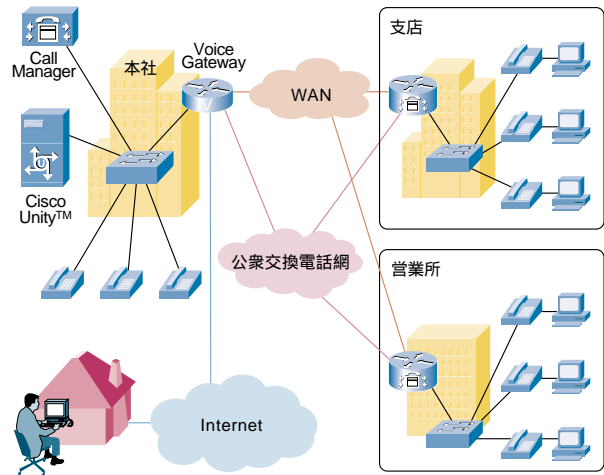 Call
Manager
本社
Voice
Gateway
V
WAN
支店
Cisco
Unity™
公衆交換電話網
営業所
Internet